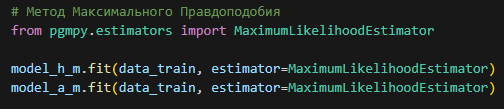 # Метод Максимального Правдоподобия
from pgmpy.estimators import MaximumLikelihoodEstimator
model_h_m.fit(data_train, estimator=MaximumLikelihoodEstimator)
model_a_m.fit(data_train, estimator=MaximumLikelihoodEstimator)